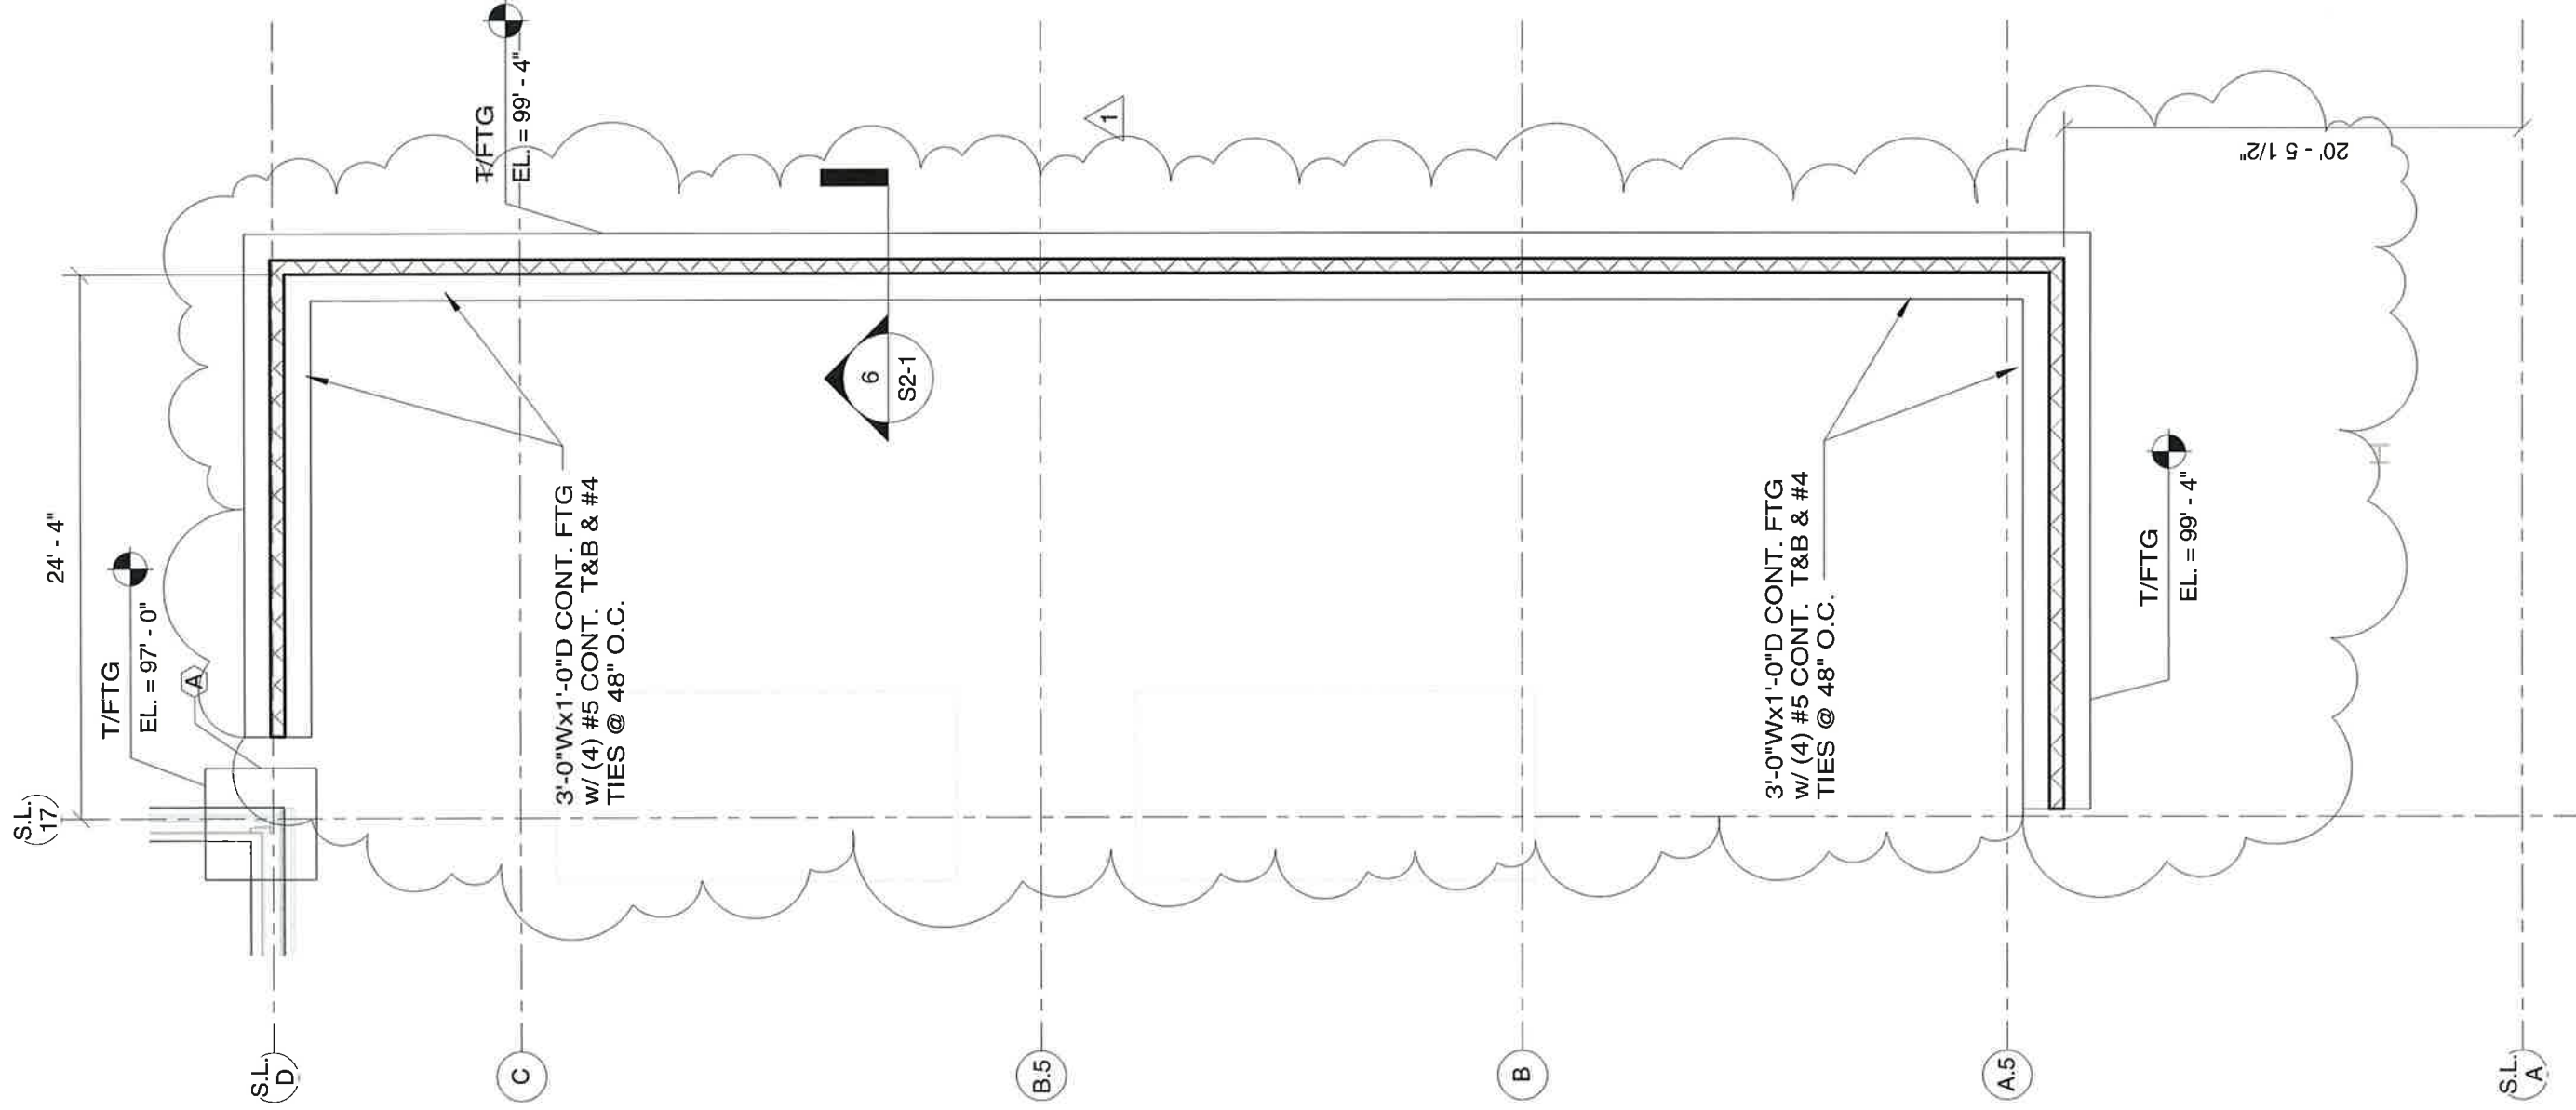 S.L.
17
24' - 4"
T/FTG
EL. = 97' - 0"
A
T/FTG
EL. = 99' - 4"
1
20' - 5 1/2"
3'-0"Wx1'-0"D CONT. FTG
w/ (4) #5 CONT. T&B & #4
TIES @ 48" O.C.
6
S2-1
3'-0"Wx1'-0"D CONT. FTG
w/ (4) #5 CONT. T&B & #4
TIES @ 48" O.C.
T/FTG
EL. = 99' - 4"
S.L.
D
C
B.5
B
A.5
S.L.
A